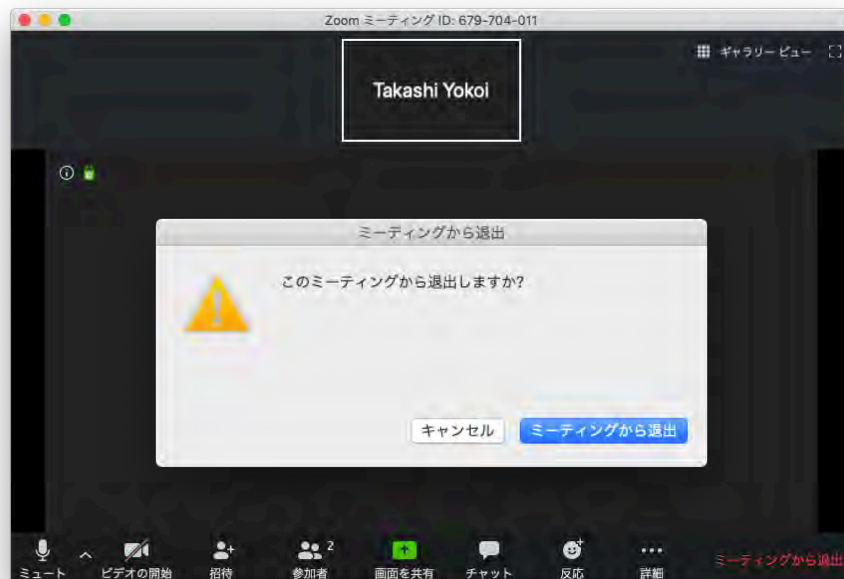 Zoom ミーティング ID: 679-704-011
ギャラリービュー
Takashi Yokoi
ミーティングから退出
このミーティングから退出しますか?
キャンセル
ミーティングから退出
2
ミュート
ビデオの開始
招待
参加者
画面を共有
チャット
反応
詳細
ミーティングから退出